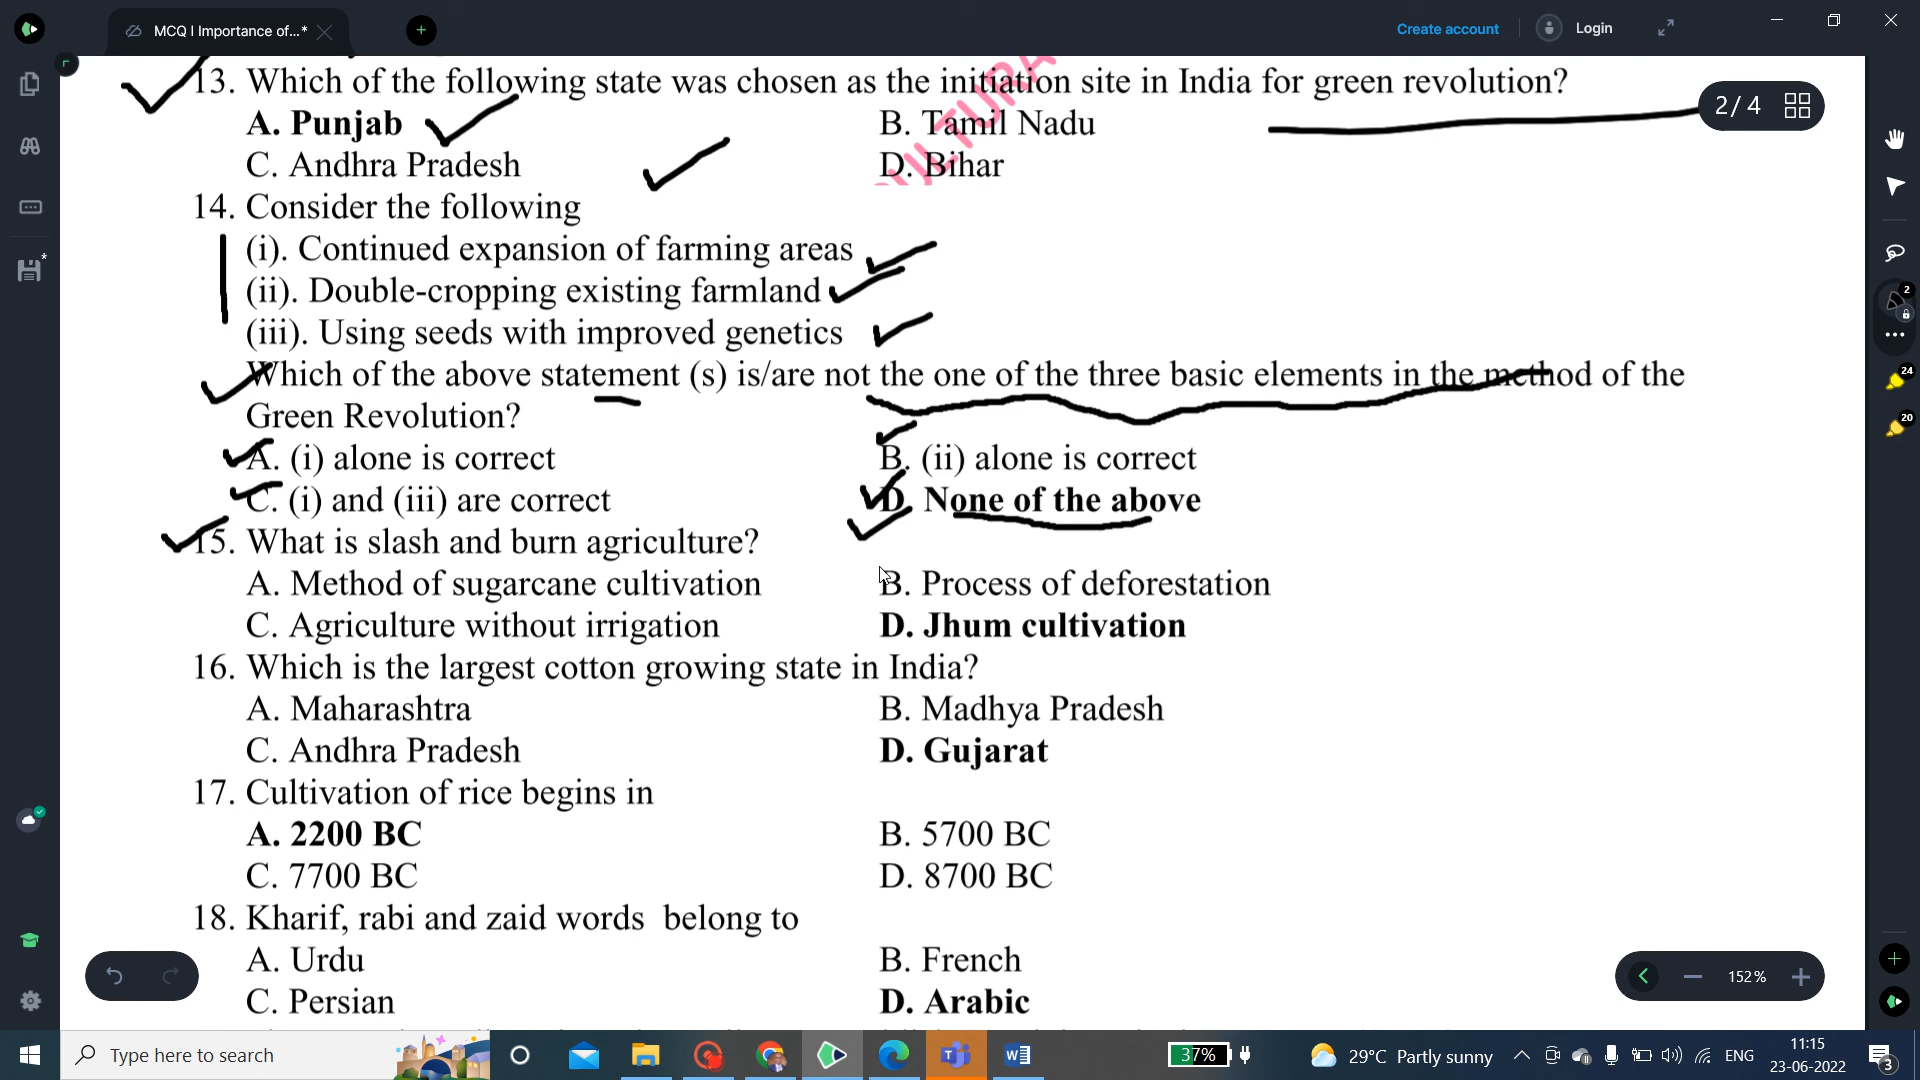 MCQ I Importance of...*
Create account
Login
13. Which of the following state was chosen as the initiation site in India for green revolution?
A. Punjab B. Tamil Nadu
C. Andhra Pradesh D. Bihar
2/4
14. Consider the following
(i). Continued expansion of farming areas
(ii). Double-cropping existing farmland
(iii). Using seeds with improved genetics
Which of the above statement (s) is/are not the one of the three basic elements in the method of the
Green Revolution?
A. (i) alone is correct B. (ii) alone is correct
C. (i) and (iii) are correct D. None of the above
15. What is slash and burn agriculture?
A. Method of sugarcane cultivation B. Process of deforestation
C. Agriculture without irrigation D. Jhum cultivation
16. Which is the largest cotton growing state in India?
A. Maharashtra B. Madhya Pradesh
C. Andhra Pradesh D. Gujarat
17. Cultivation of rice begins in
A. 2200 BC B. 5700 BC
C. 7700 BC D. 8700 BC
18. Kharif, rabi and zaid words belong to
A. Urdu B. French
C. Persian D. Arabic
2
24
20
152%
Type here to search
37%
29°C Partly sunny
ENG
11:15
23-06-2022
3